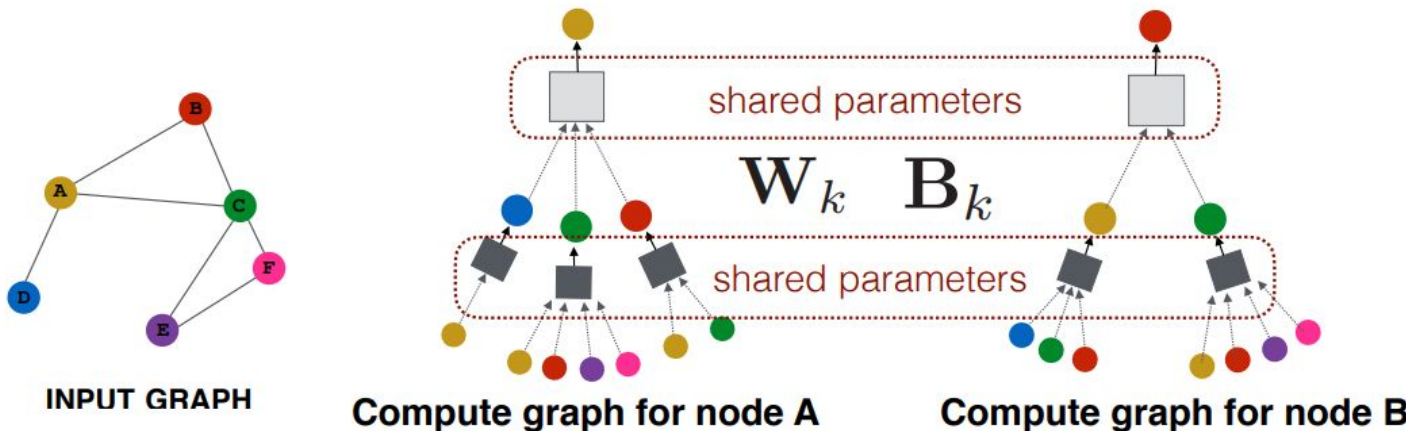 B
A
C
F
D
E
INPUT GRAPH
shared parameters
W_k B_k
shared parameters
Compute graph for node A
Compute graph for node B